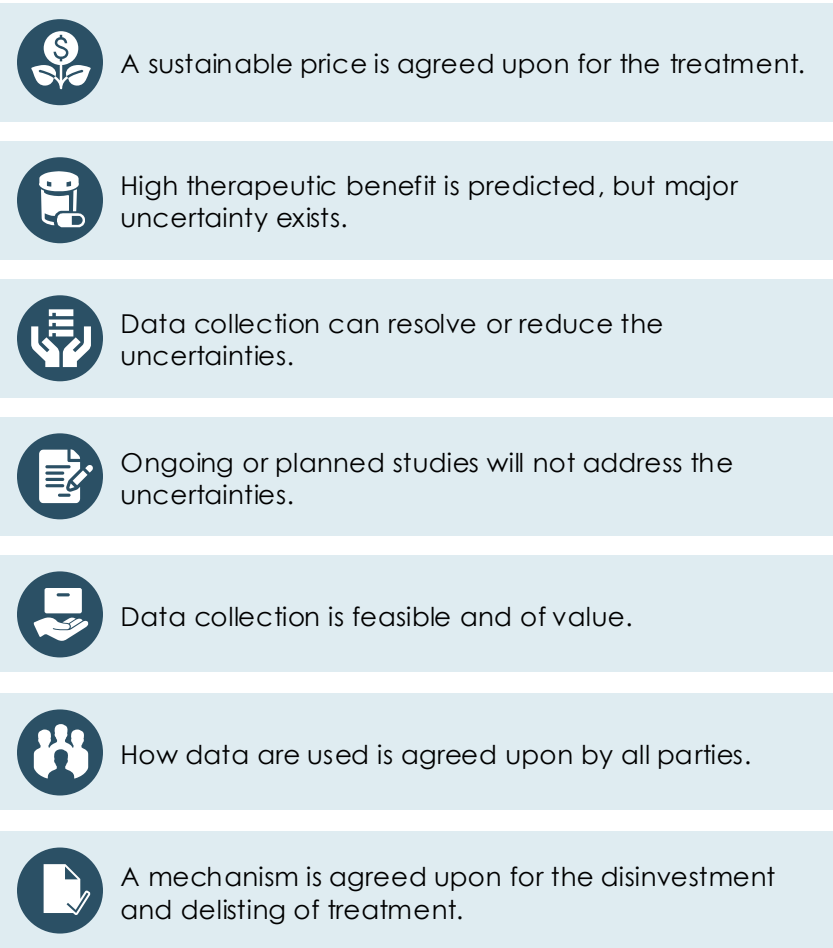 $
A sustainable price is agreed upon for the treatment.
High therapeutic benefit is predicted, but major
uncertainty exists.
Data collection can resolve or reduce the
uncertainties.
Ongoing or planned studies will not address the
uncertainties.
Data collection is feasible and of value.
How data are used is agreed upon by all parties.
A mechanism is agreed upon for the disinvestment
and delisting of treatment.